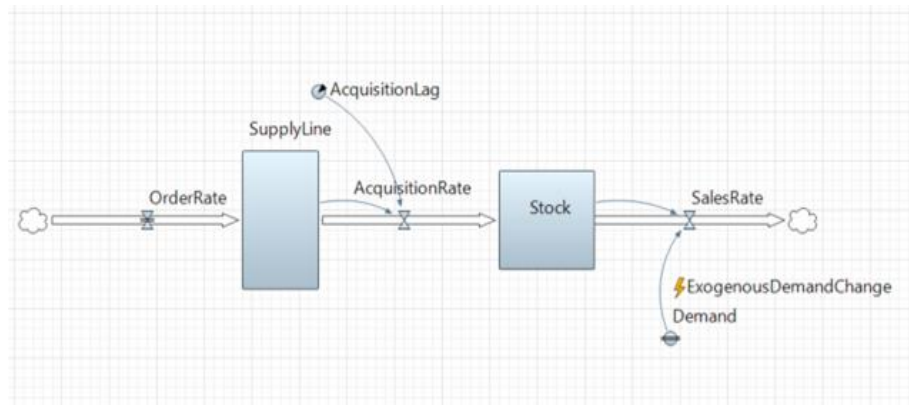 AcquisitionLag
SupplyLine
OrderRate
AcquisitionRate
Stock
SalesRate
ExogenousDemandChange
Demand